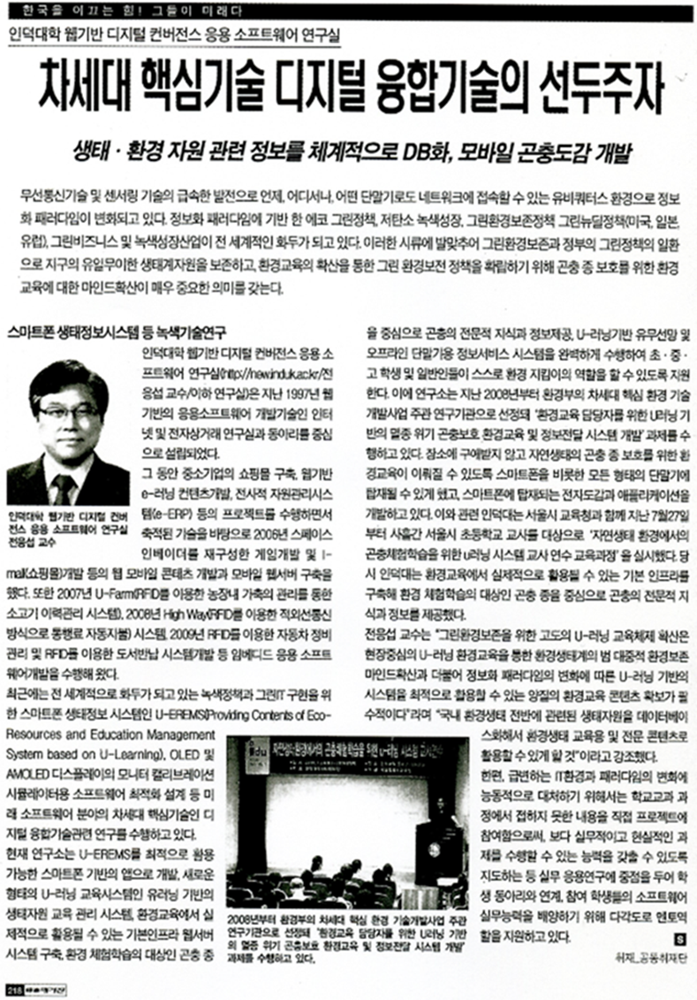 한국을 이끄는 힘! 그들이 미래다
인덕대학 웹기반 디지털 컨버전스 응용 소프트웨어 연구실
차세대 핵심기술 디지털 융합기술의 선두주자
생태 · 환경 자원 관련 정보를 체계적으로 DB화, 모바일 곤충도감 개발
무선통신기술 및 센서링 기술의 급속한 발전으로 언제, 어디서나, 어떤 단말기로도 네트워크에 접속할 수 있는 유비쿼터스 환경으로 정보
화 패러다임이 변화되고 있다. 정보화 패러다임에 기반 한 에코 그린정책, 저탄소 녹색성장, 그린환경보존정책 그린뉴딜정책(미국, 일본,
유럽), 그린비즈니스 및 녹색성장산업이 전 세계적인 화두가 되고 있다. 이러한 시류에 발맞추어 그린환경보존과 정부의 그린정책의 일환
으로 지구의 유일무이한 생태계자원을 보존하고, 환경교육의 확산을 통한 그린 환경보전 정책을 확립하기 위해 곤충 종 보호를 위한 환경
교육에 대한 마인드확산이 매우 중요한 의미를 갖는다.
스마트폰 생태정보시스템 등 녹색기술연구
인덕대학 웹기반 디지털 컨버전스 응용 소
프트웨어 연구실(http://new.induk.ac.kr/전
응섭 교수/이하 연구실)은 지난 1997년 웹
기반의 응용소프트웨어 개발기술인 인터
넷 및 전자상거래 연구실과 동아리를 중심
으로 설립되었다.
그 동안 중소기업의 쇼핑몰 구축, 웹기반
e-러닝 컨텐츠개발, 전사적 자원관리시스
템(e-ERP) 등의 프로젝트를 수행하면서
축적된 기술을 바탕으로 2006년 스페이스
인베이더를 재구성한 게임개발 및 I-
mall(쇼핑몰)개발 등의 웹 모바일 콘테츠 개발과 모바일 웹서버 구축을
했다. 또한 2007년 U-Farm(RFID를 이용한 농장내 가축의 관리를 통한
소고기 이력관리 시스템), 2008년 High Way(RFID를 이용한 적외선통신
방식으로 통행료 자동지불) 시스템, 2009년 RFID를 이용한 자동차 정비
관리 및 RFID를 이용한 도서반납 시스템개발 등 임베디드 응용 소프트
웨어개발을 수행해 왔다.
최근에는 전 세계적으로 화두가 되고 있는 녹색정책과 그린IT 구현을 위
한 스마트폰 생태정보 시스템인 U-EREMS(Providing Contents of Eco-
Resources and Education Management
System based on U-Learning), OLED 및
AMOLED 디스플레이의 모니터 캘리브레이션
시뮬레이터용 소프트웨어 최적화 설계 등 미
래 소프트웨어 분야의 차세대 핵심기술인 디
지털 융합기술관련 연구를 수행하고 있다.
현재 연구소는 U-EREMS를 최적으로 활용
가능한 스마트폰 기반의 앱으로 개발, 새로운
형태의 U-러닝 교육시스템인 유러닝 기반의
생태자원 교육 관리 시스템, 환경교육에서 실
제적으로 활용될 수 있는 기본인프라 웹서버
시스템 구축, 환경 체험학습의 대상인 곤충 종
인덕대학 웹기반 디지털 컨버
전스 응용 소프트웨어 연구실
전응섭 교수
을 중심으로 곤충의 전문적 지식과 정보제공, U-러닝기반 유무선망 및
오프라인 단말기용 정보서비스 시스템을 완벽하게 수행하여 초 · 중 ·
고 학생 및 일반인들이 스스로 환경 지킴이의 역할을 할 수 있도록 지원
한다. 이에 연구소는 지난 2008년부터 환경부의 차세대 핵심 환경 기술
개발사업 주관 연구기관으로 선정돼 '환경교육 담당자를 위한 U러닝 기
반의 멸종 위기 곤충보호 환경교육 및 정보전달 시스템 개발' 과제를 수
행하고 있다. 장소에 구애받지 않고 자연생태의 곤충 종 보호를 위한 환
경교육이 이뤄질 수 있도록 스마트폰을 비롯한 모든 형태의 단말기에
탑재될 수 있게 했고, 스마트폰에 탑재되는 전자도감과 애플리케이션을
개발하고 있다. 이와 관련 인덕대는 서울시 교육청과 함께 지난 7월27일
부터 사흘간 서울시 초등학교 교사를 대상으로 '자연생태 환경에서의
곤충체험학습을 위한 u러닝 시스템 교사 연수 교육과정' 을 실시했다. 당
시 인덕대는 환경교육에서 실제적으로 활용될 수 있는 기본 인프라를
구축해 환경 체험학습의 대상인 곤충 종을 중심으로 곤충의 전문적 지
식과 정보를 제공했다.
전응섭 교수는 "그린환경보존을 위한 고도의 U-러닝 교육체제 확산은
현장중심의 U-러닝 환경교육을 통한 환경생태계의 범 대중적 환경보존
마인드확산과 더불어 정보화 패러다임의 변화에 따른 U-러닝 기반의
시스템을 최적으로 활용할 수 있는 양질의 환경교육 콘텐츠 확보가 필
수적이다"라며 "국내 환경생태 전반에 관련된 생태자원을 데이터베이
스화해서 환경생태 교육용 및 전문 콘텐츠로
활용할 수 있게 할 것"이라고 강조했다.
한편, 급변하는 IT환경과 패러다임의 변화에
능동적으로 대처하기 위해서는 학교교과 과
정에서 접하지 못한 내용을 직접 프로젝트에
참여함으로써, 보다 실무적이고 현실적인 과
제를 수행할 수 있는 능력을 갖출 수 있도록
지도하는 등 실무 응용연구에 중점을 두어 학
생 동아리와 연계, 참여 학생들의 소프트웨어
실무능력을 배양하기 위해 다각도로 멘토역
할을 지원하고 있다.
S
취재_공동취재단
자연생태환경에서의 곤충체험학습을 위한 u-러닝 시스템 교사연수
2008년부터 환경부의 차세대 핵심 환경 기술개발사업 주관
연구기관으로 선정돼 '환경교육 담당자를 위한 U러닝 기반
의 멸종 위기 곤충보호 환경교육 및 정보전달 시스템 개발'
과제를 수행하고 있다.
218